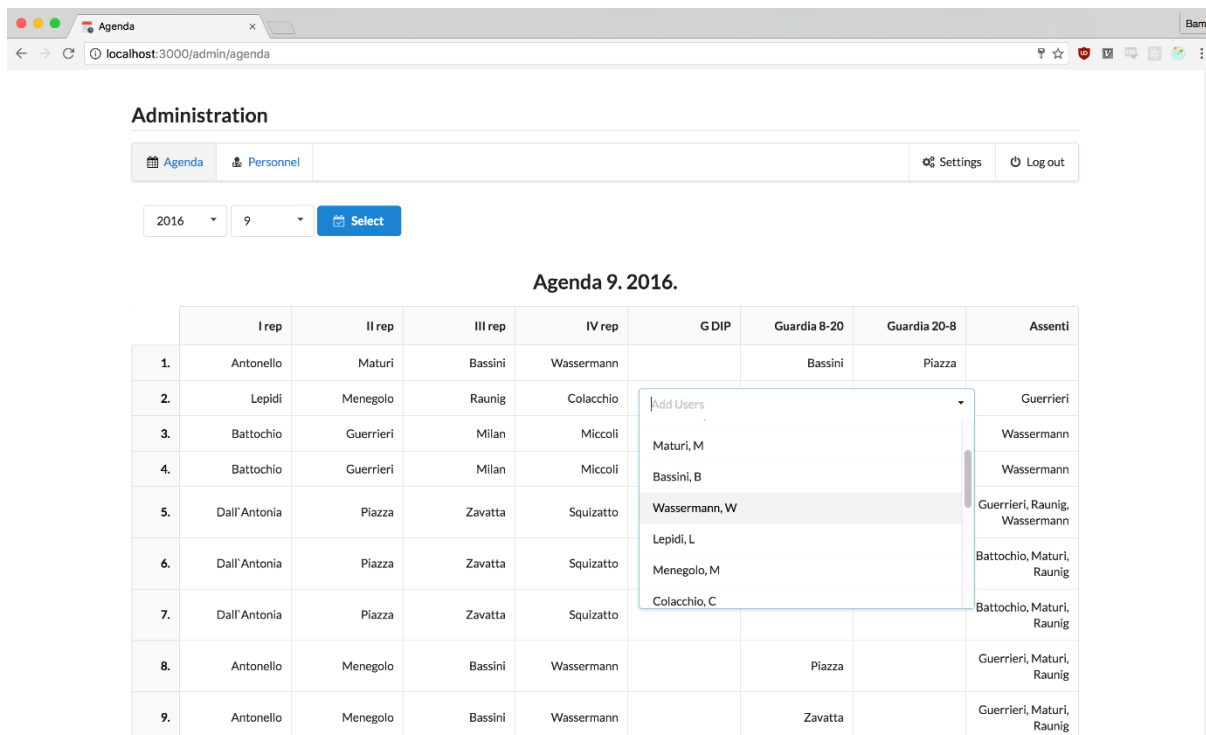 Agenda
Bam
localhost:3000/admin/agenda
Administration
Agenda Personnel Settings Log out
2016 9 Select
Agenda 9. 2016.
I rep II rep III rep IV rep G DIP Guardia 8-20 Guardia 20-8 Assenti
1. Antonello Maturi Bassini Wassermann Bassini Piazza
2. Lepidi Menegolo Raunig Colacchio Add Users Guerrieri
3. Battochio Guerrieri Milan Miccoli Wassermann
Maturi, M
4. Battochio Guerrieri Milan Miccoli Wassermann
Bassini, B
Wassermann, W
5. Dall`Antonia Piazza Zavatta Squizatto Guerrieri, Raunig,
Wassermann
Lepidi, L
6. Dall`Antonia Piazza Zavatta Squizatto Battochio, Maturi,
Raunig
Menegolo, M
Colacchio, C
7. Dall`Antonia Piazza Zavatta Squizatto Battochio, Maturi,
Raunig
8. Antonello Menegolo Bassini Wassermann Piazza Guerrieri, Maturi,
Raunig
9. Antonello Menegolo Bassini Wassermann Zavatta Guerrieri, Maturi,
Raunig